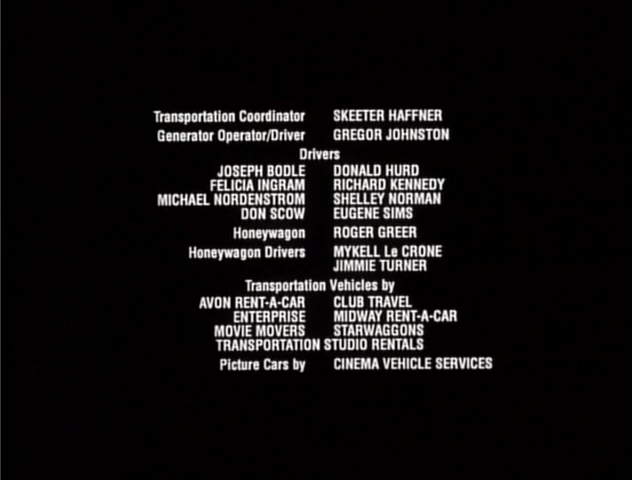 Transportation Coordinator SKEETER HAFFNER
Generator Operator/Driver GREGOR JOHNSTON
Drivers
JOSEPH BODLE DONALD HURD
FELICIA INGRAM RICHARD KENNEDY
MICHAEL NORDENSTROM SHELLEY NORMAN
DON SCOW EUGENE SIMS
Honeywagon ROGER GREER
Honeywagon Drivers MYKELL Le CRONE
JIMMIE TURNER
Transportation Vehicles by
AVON RENT-A-CAR CLUB TRAVEL
ENTERPRISE MIDWAY RENT-A-CAR
MOVIE MOVERS STARWAGGONS
TRANSPORTATION STUDIO RENTALS
Picture Cars by CINEMA VEHICLE SERVICES